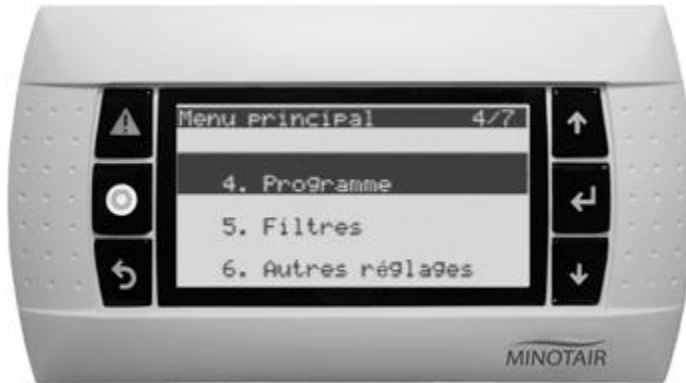 Menu principal 4/7
4. Programme
5. Filtres
6. Autres réglages
MINOTAIR